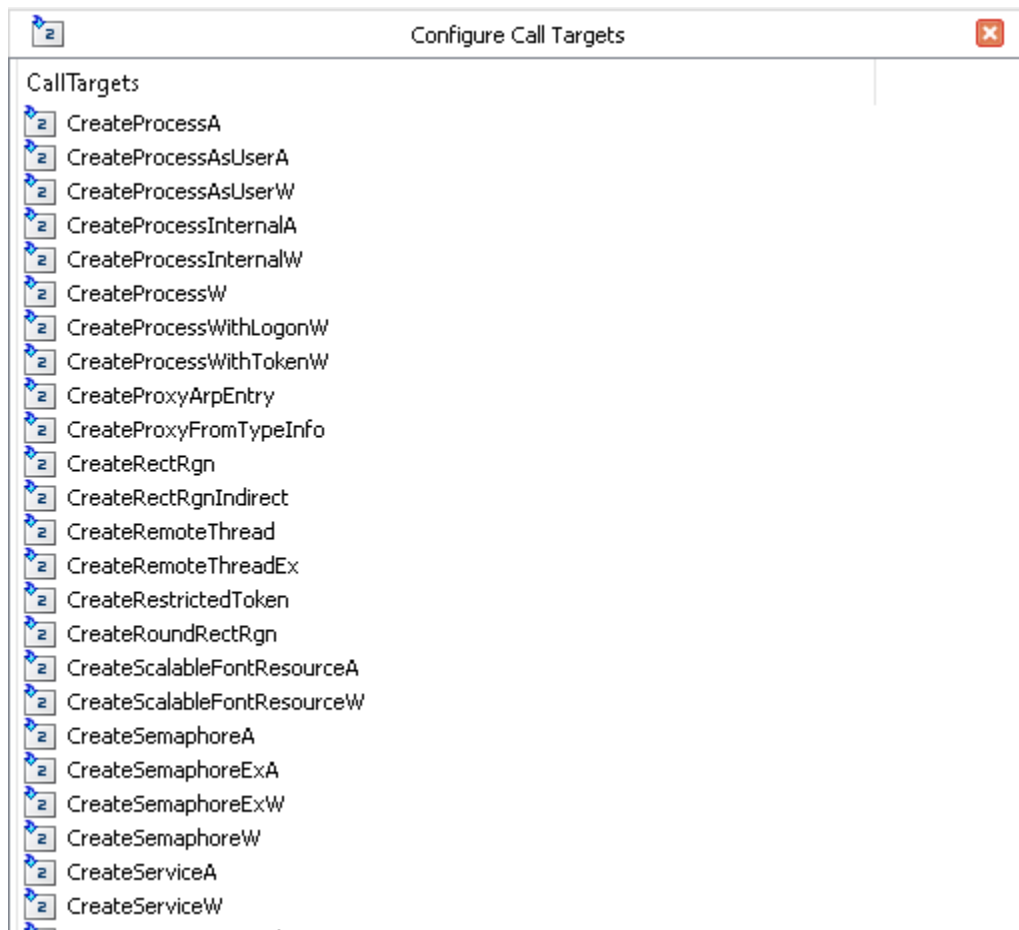 Configure Call Targets
CallTargets
CreateProcessA
CreateProcessAsUserA
CreateProcessAsUserW
CreateProcessInternalA
CreateProcessInternalW
CreateProcessW
CreateProcessWithLogonW
CreateProcessWithTokenW
CreateProxyArpEntry
CreateProxyFromTypeInfo
CreateRectRgn
CreateRectRgnIndirect
CreateRemoteThread
CreateRemoteThreadEx
CreateRestrictedToken
CreateRoundRectRgn
CreateScalableFontResourceA
CreateScalableFontResourceW
CreateSemaphoreA
CreateSemaphoreExA
CreateSemaphoreExW
CreateSemaphoreW
CreateServiceA
CreateServiceW